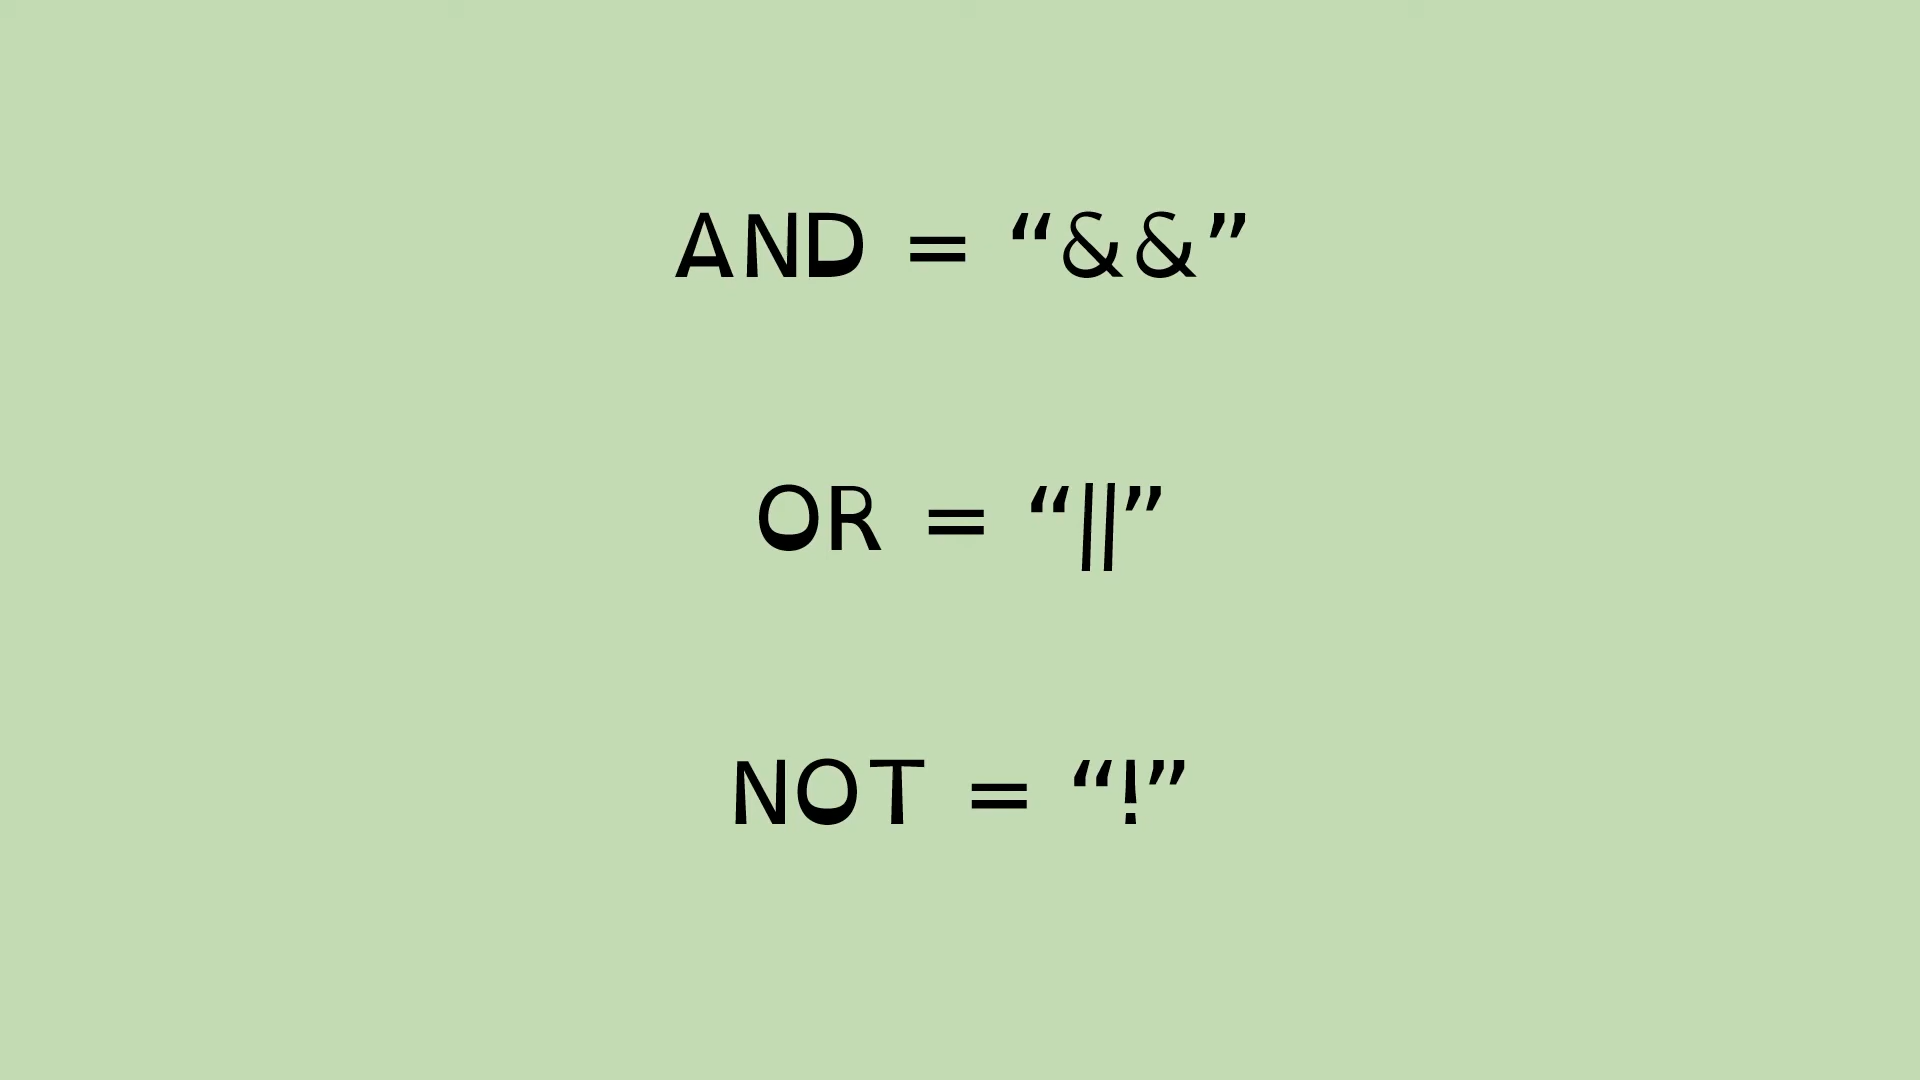 AND = “&&”
OR = “||”
NOT = “!”